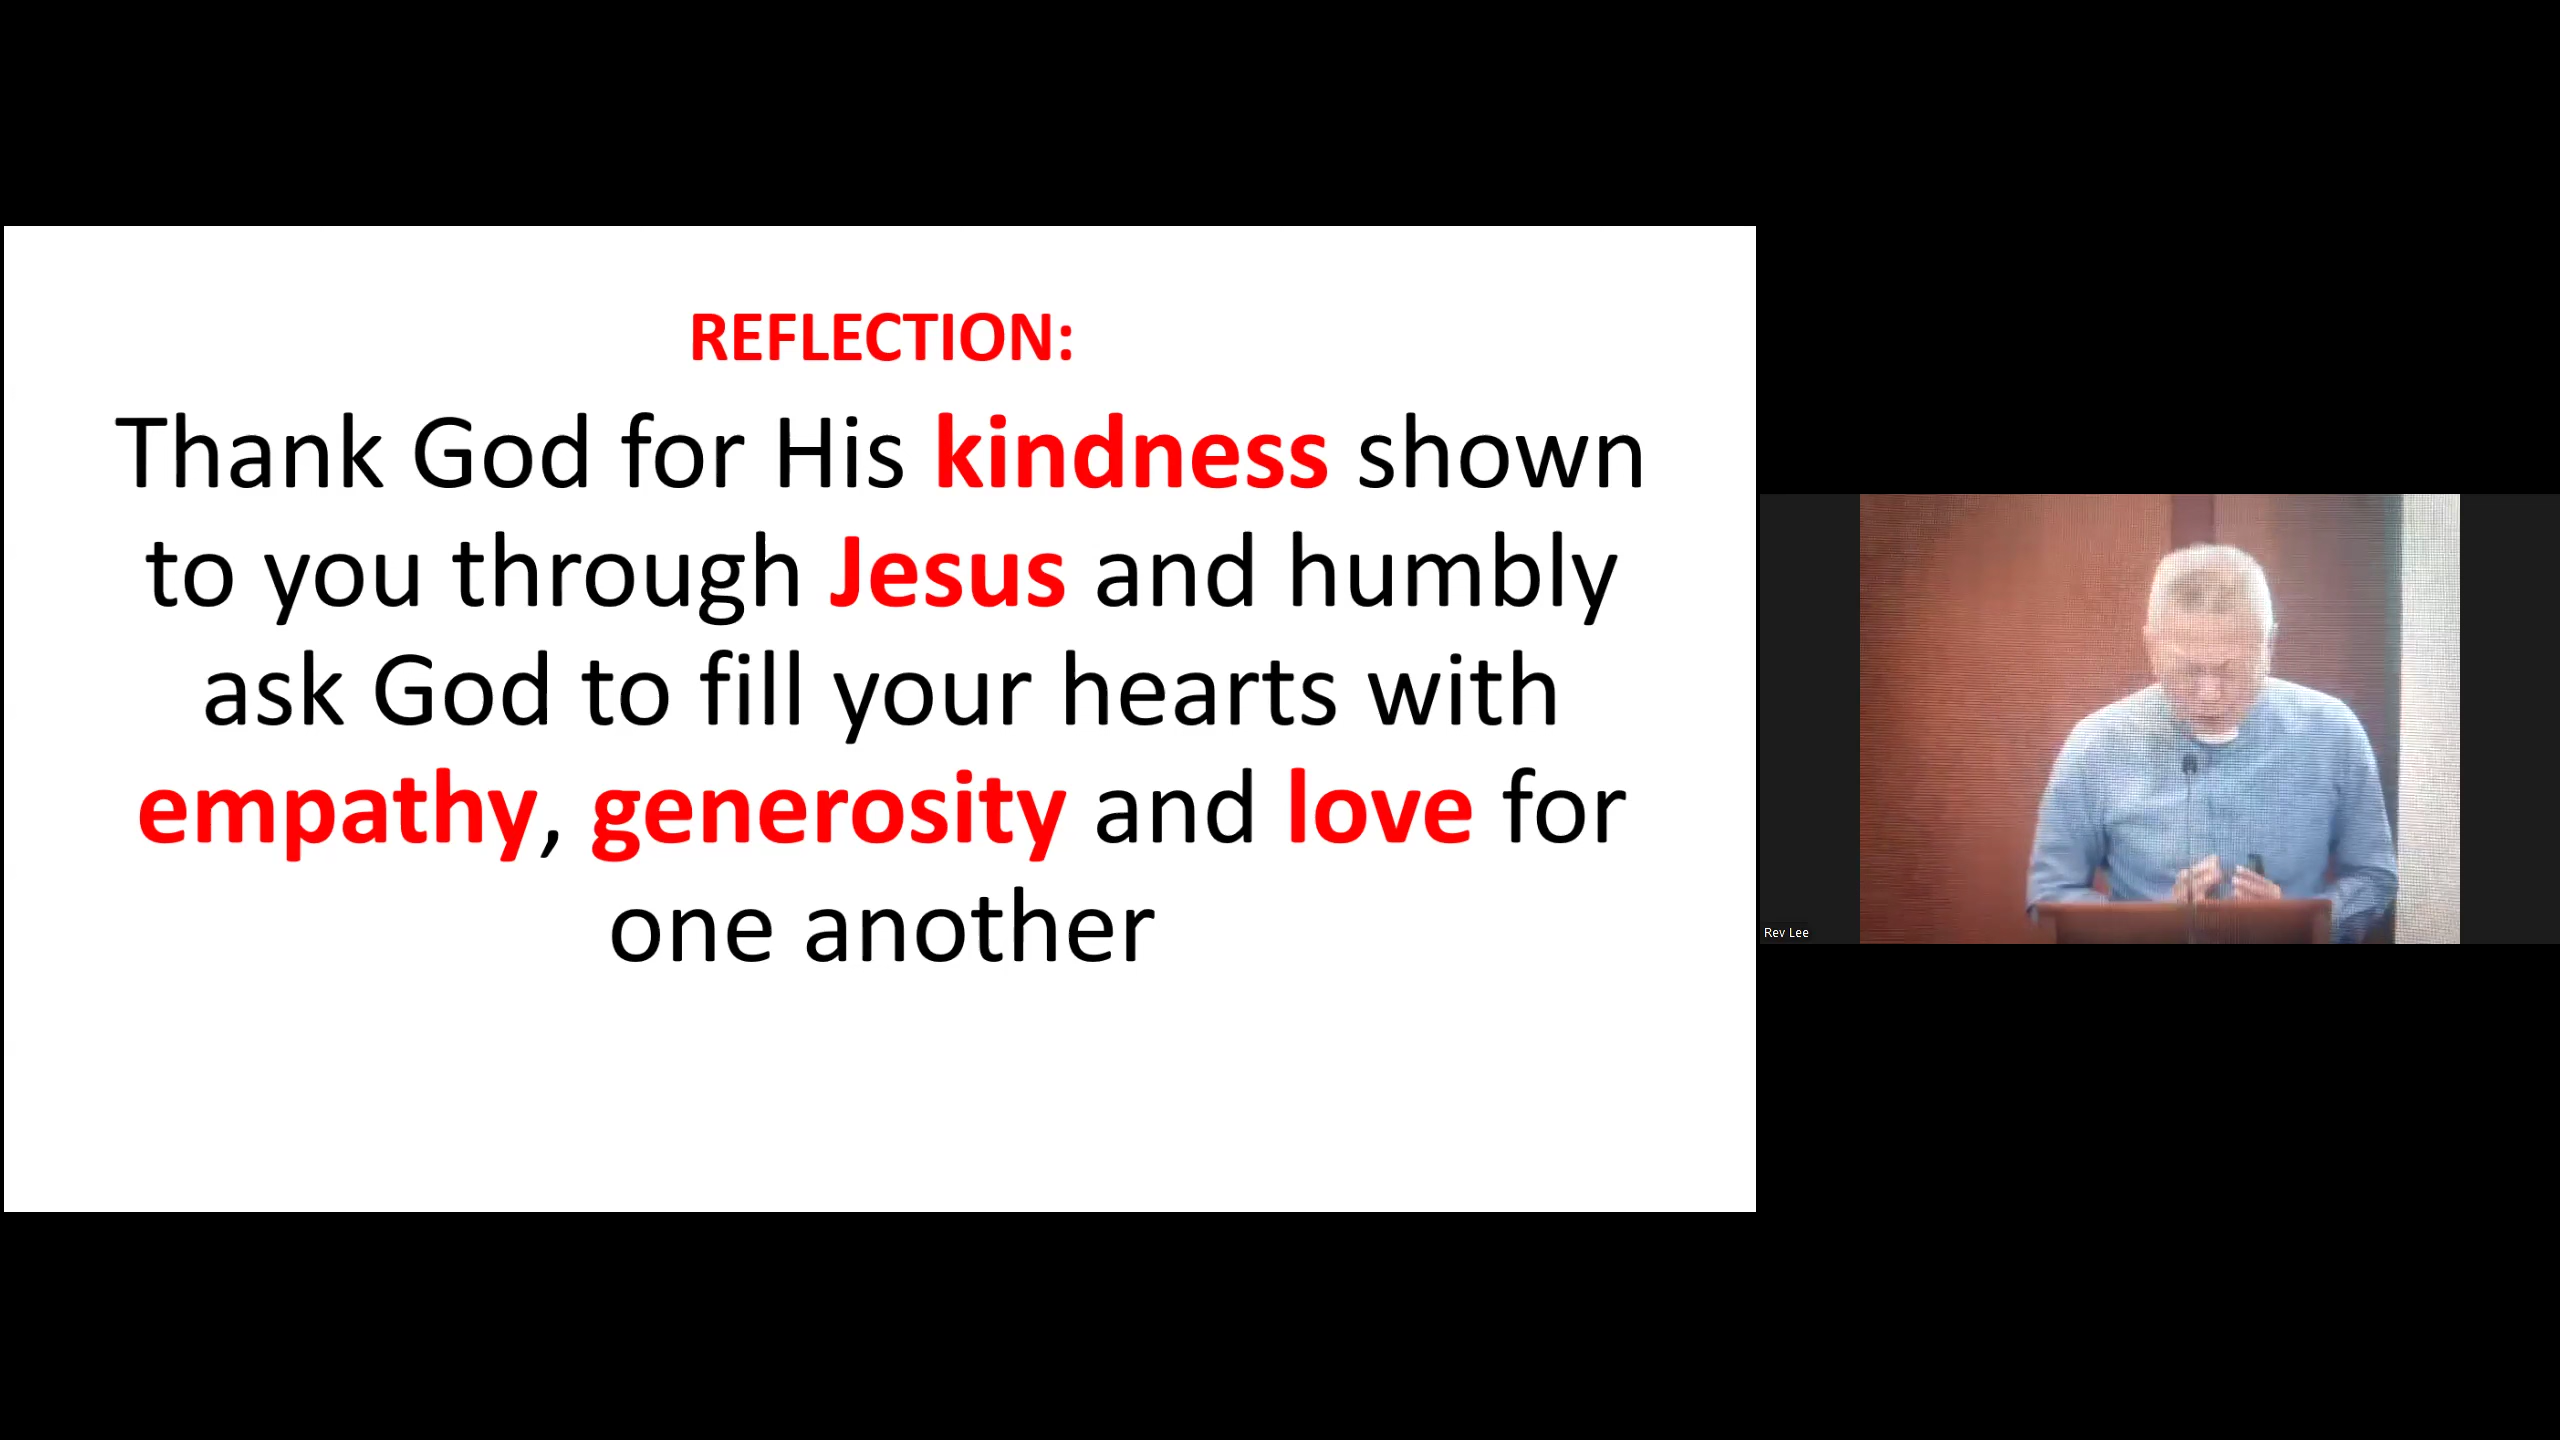 REFLECTION:
Thank God for His kindness shown
to you through Jesus and humbly
ask God to fill your hearts with
empathy, generosity and love for
one another
Rev Lee